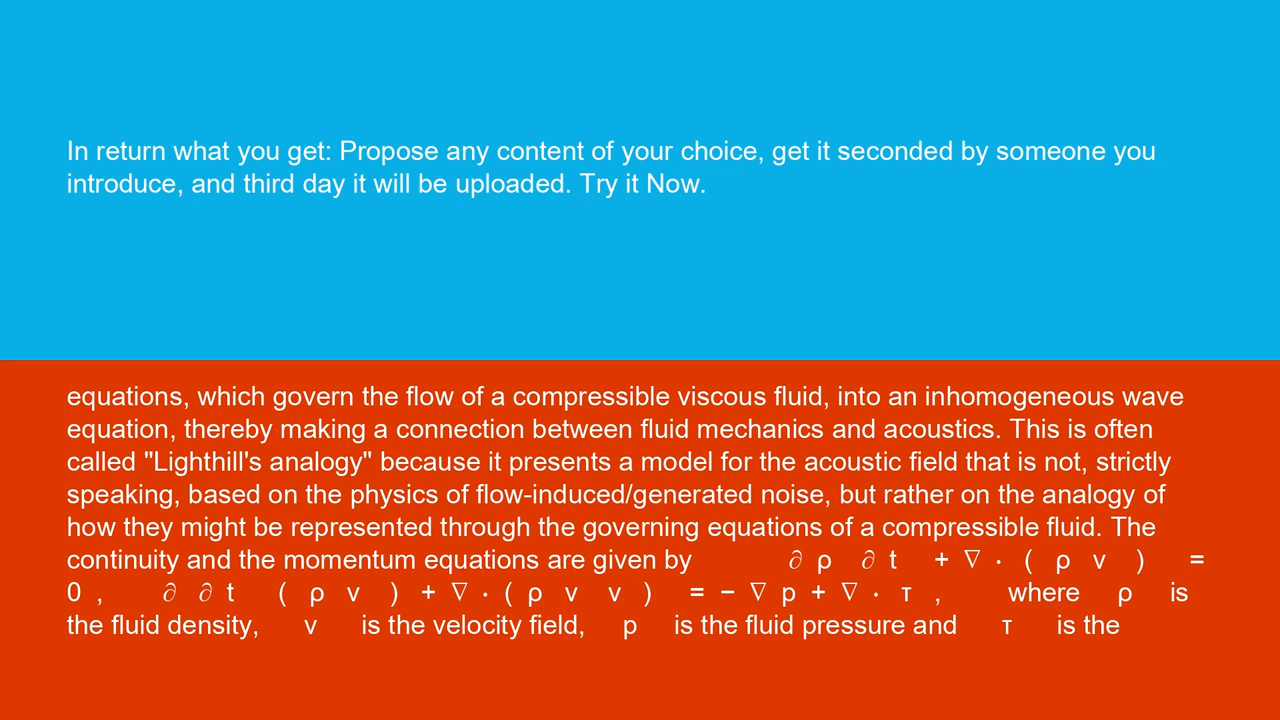 In return what you get: Propose any content of your choice, get it seconded by someone you
introduce, and third day it will be uploaded. Try it Now.
equations, which govern the flow of a compressible viscous fluid, into an inhomogeneous wave
equation, thereby making a connection between fluid mechanics and acoustics. This is often
called "Lighthill's analogy" because it presents a model for the acoustic field that is not, strictly
speaking, based on the physics of flow-induced/generated noise, but rather on the analogy of
how they might be represented through the governing equations of a compressible fluid. The
continuity and the momentum equations are given by ∂ ρ ∂ t + ∇ ⋅ ( ρ v ) =
0 , ∂ ∂ t ( ρ v ) + ∇ ⋅ ( ρ v v ) = − ∇ p + ∇ ⋅ τ , where ρ is
the fluid density, v is the velocity field, p is the fluid pressure and τ is the